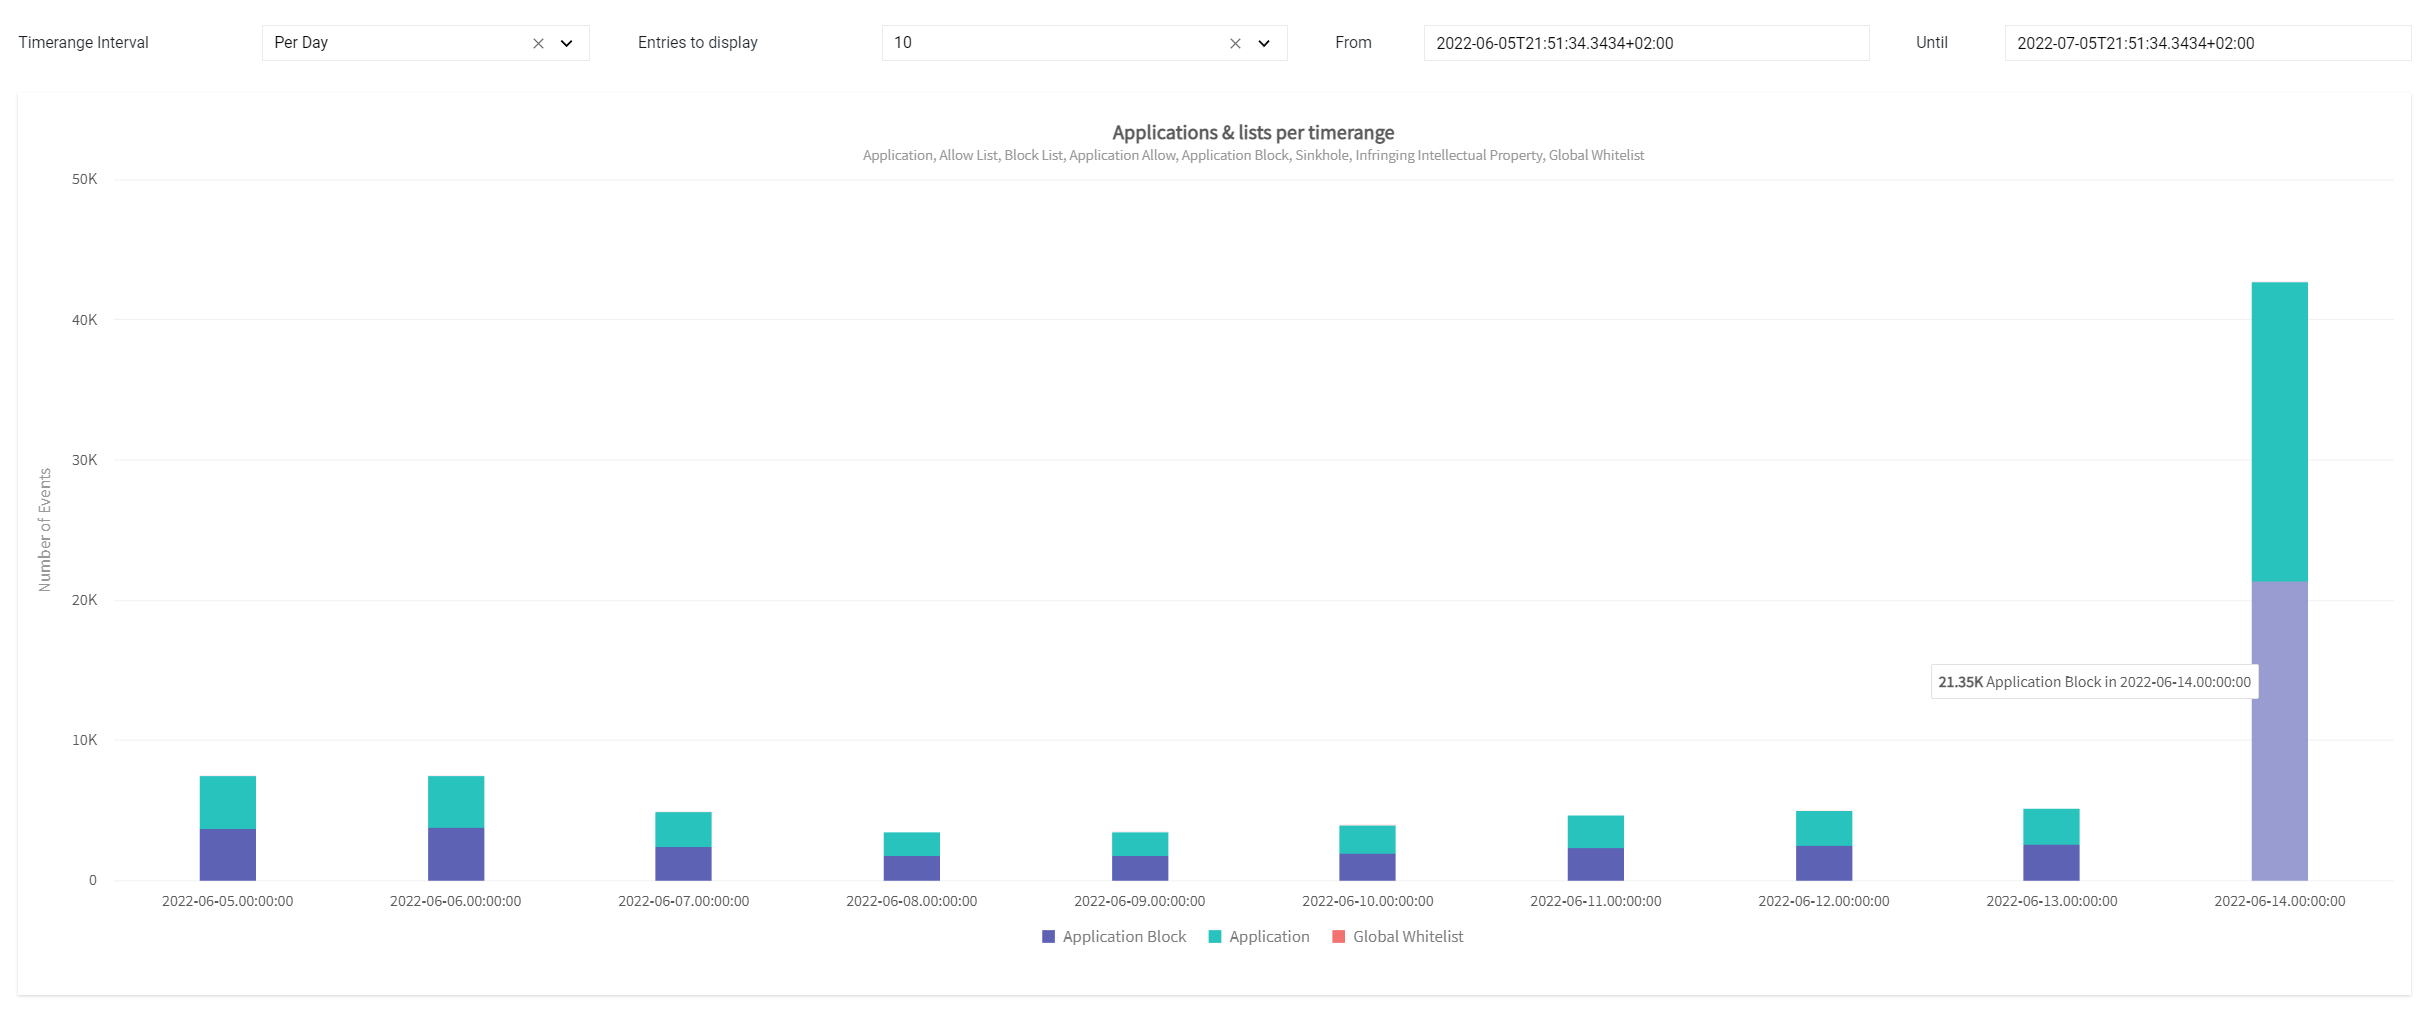 Timerange Interval Per Day Entries to display 10 From 2022-06-05T21:51:34.3434+02:00 Until 2022-07-05T21:51:34.3434+02:00
Applications & lists per timerange
Application, Allow List, Block List, Application Allow, Application Block, Sinkhole, Infringing Intellectual Property, Global Whitelist
50K
40K
30K
20K
10K
0
Number of Events
21.35K Application Block in 2022-06-14.00:00:00
2022-06-05.00:00:00 2022-06-06.00:00:00 2022-06-07.00:00:00 2022-06-08.00:00:00 2022-06-09.00:00:00 2022-06-10.00:00:00 2022-06-11.00:00:00 2022-06-12.00:00:00 2022-06-13.00:00:00 2022-06-14.00:00:00
Application Block Application Global Whitelist